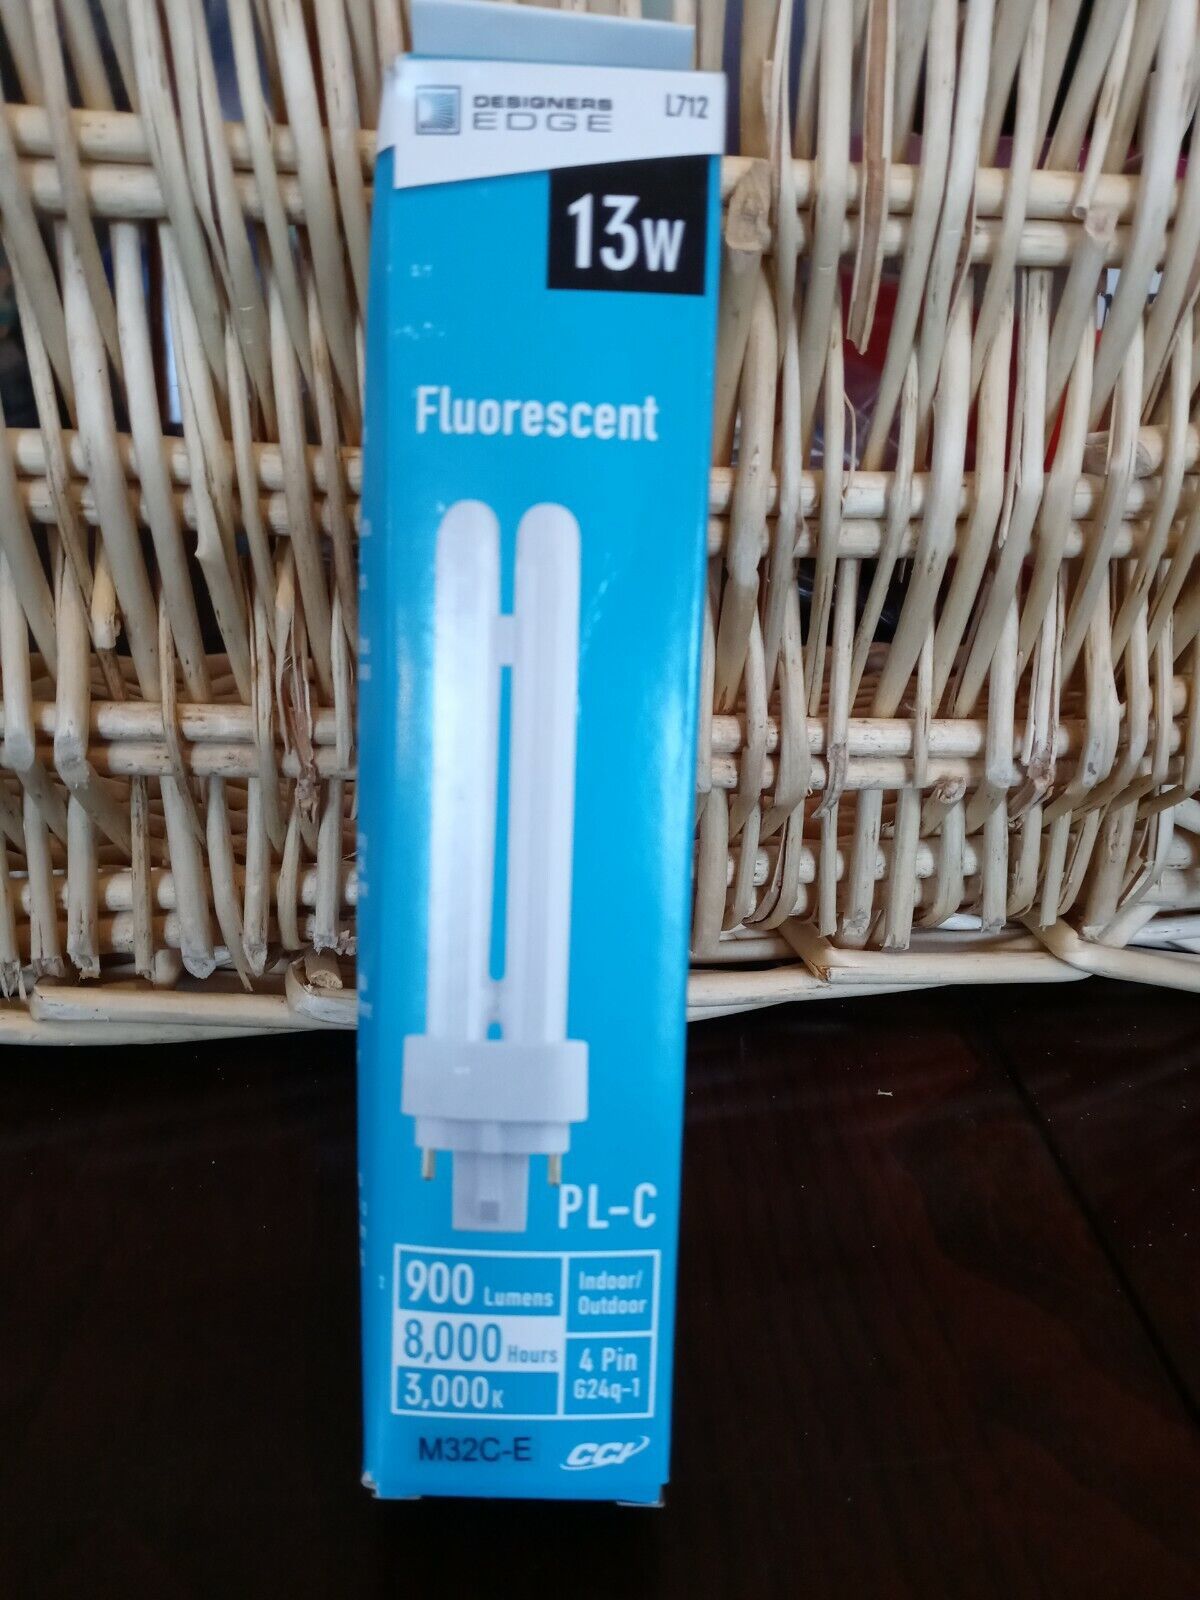 DESIGNERS
EDGE
L712
13W
Fluorescent
PL-C
900 Lumens
8,000 Hours
3,000K
Indoor/
Outdoor
4 Pin
G24q-1
M32C-E
CCI